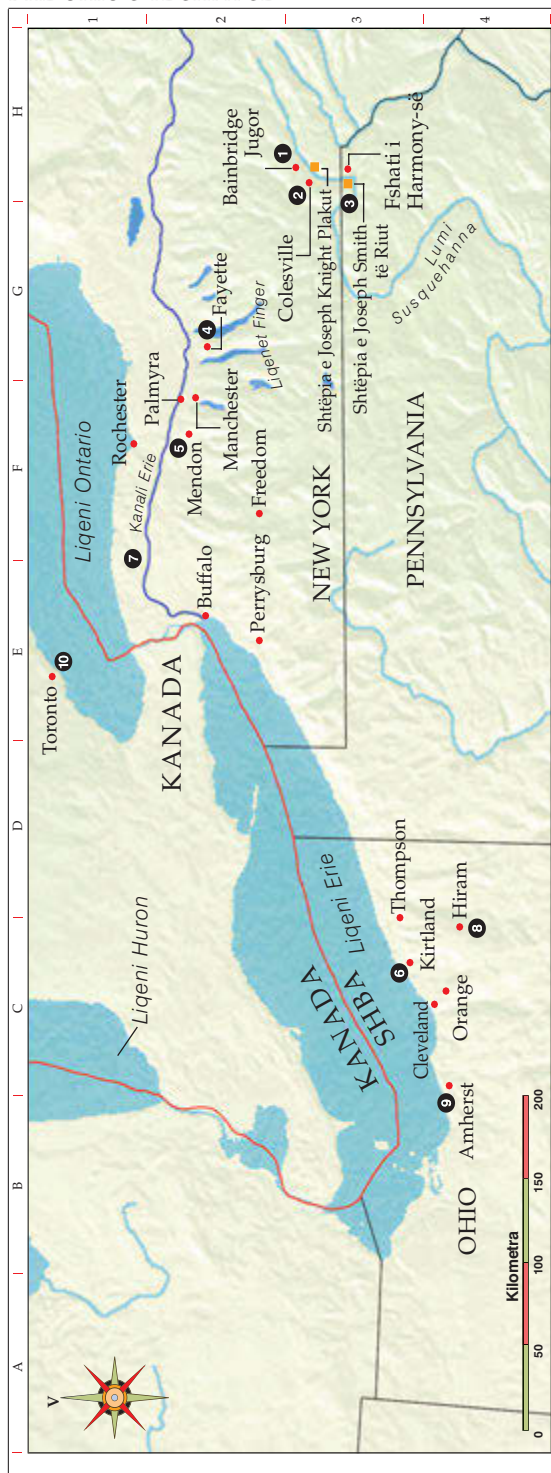 A
B
C
D
E
F
G
H
1
2
3
4
V
Liqeni Huron
Toronto
10
Liqeni Ontario
KANADA
Rochester
7
Kanali Erie
Palmyra
5
Mendon
Manchester
4
Fayette
Liqenet Finger
Buffalo
Perrysburg
Freedom
NEW YORK
Bainbridge
Jugor
1
2
Colesville
Shtëpia e Joseph Knight Plakut
3
Shtëpia e Joseph Smith
të Riut
Fshati i
Harmony-së
Lumi
Susquehanna
PENNSYLVANIA
KANADA
SHBA
Liqeni Erie
Thompson
6
Kirtland
Hiram
8
Cleveland
Orange
9
Amherst
OHIO
Kilometra
0
50
100
150
200